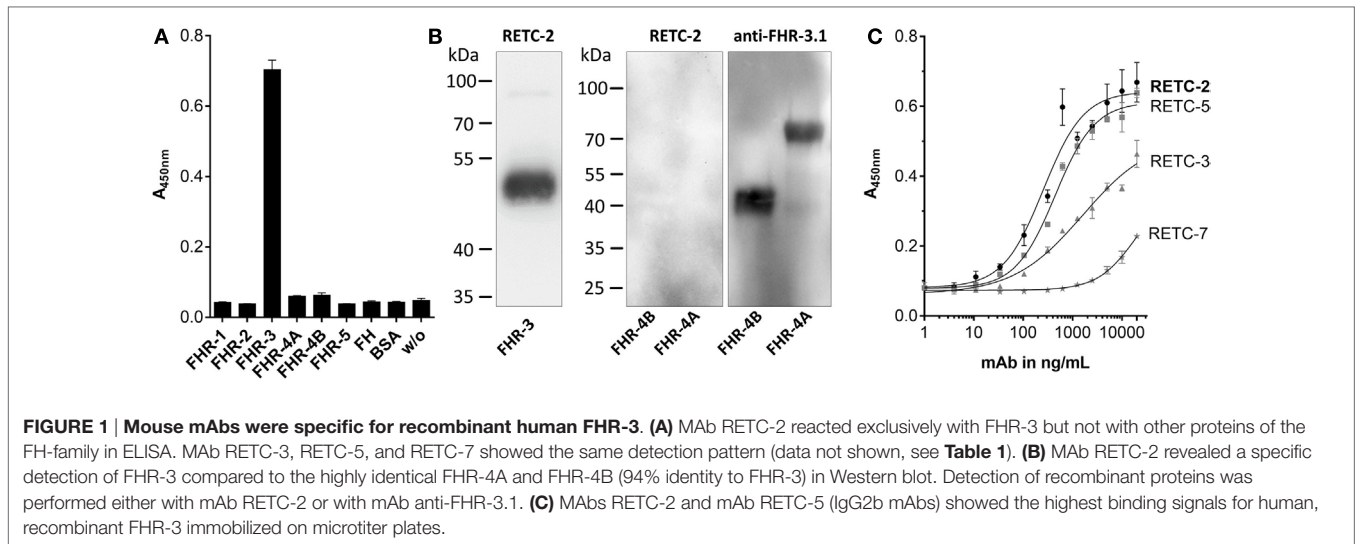 A
A450nm
0.8
0.6
0.4
0.2
0.0
FHR-1
FHR-2
FHR-3
FHR-4A
FHR-4B
FHR-5
FH
BSA
w/o
B
RETC-2
kDa
100
70
55
40
35
FHR-3
RETC-2
anti-FHR-3.1
kDa
100
70
55
40
35
25
FHR-4B
FHR-4A
FHR-4B
FHR-4A
C
A450nm
0.8
0.6
0.4
0.2
0.0
1
10
100
1000
10000
mAb in ng/mL
RETC-2
RETC-5
RETC-3
RETC-7
FIGURE 1 | Mouse mAbs were specific for recombinant human FHR-3. (A) MAb RETC-2 reacted exclusively with FHR-3 but not with other proteins of the
FH-family in ELISA. MAb RETC-3, RETC-5, and RETC-7 showed the same detection pattern (data not shown, see Table 1). (B) MAb RETC-2 revealed a specific
detection of FHR-3 compared to the highly identical FHR-4A and FHR-4B (94% identity to FHR-3) in Western blot. Detection of recombinant proteins was
performed either with mAb RETC-2 or with mAb anti-FHR-3.1. (C) MAbs RETC-2 and mAb RETC-5 (IgG2b mAbs) showed the highest binding signals for human,
recombinant FHR-3 immobilized on microtiter plates.